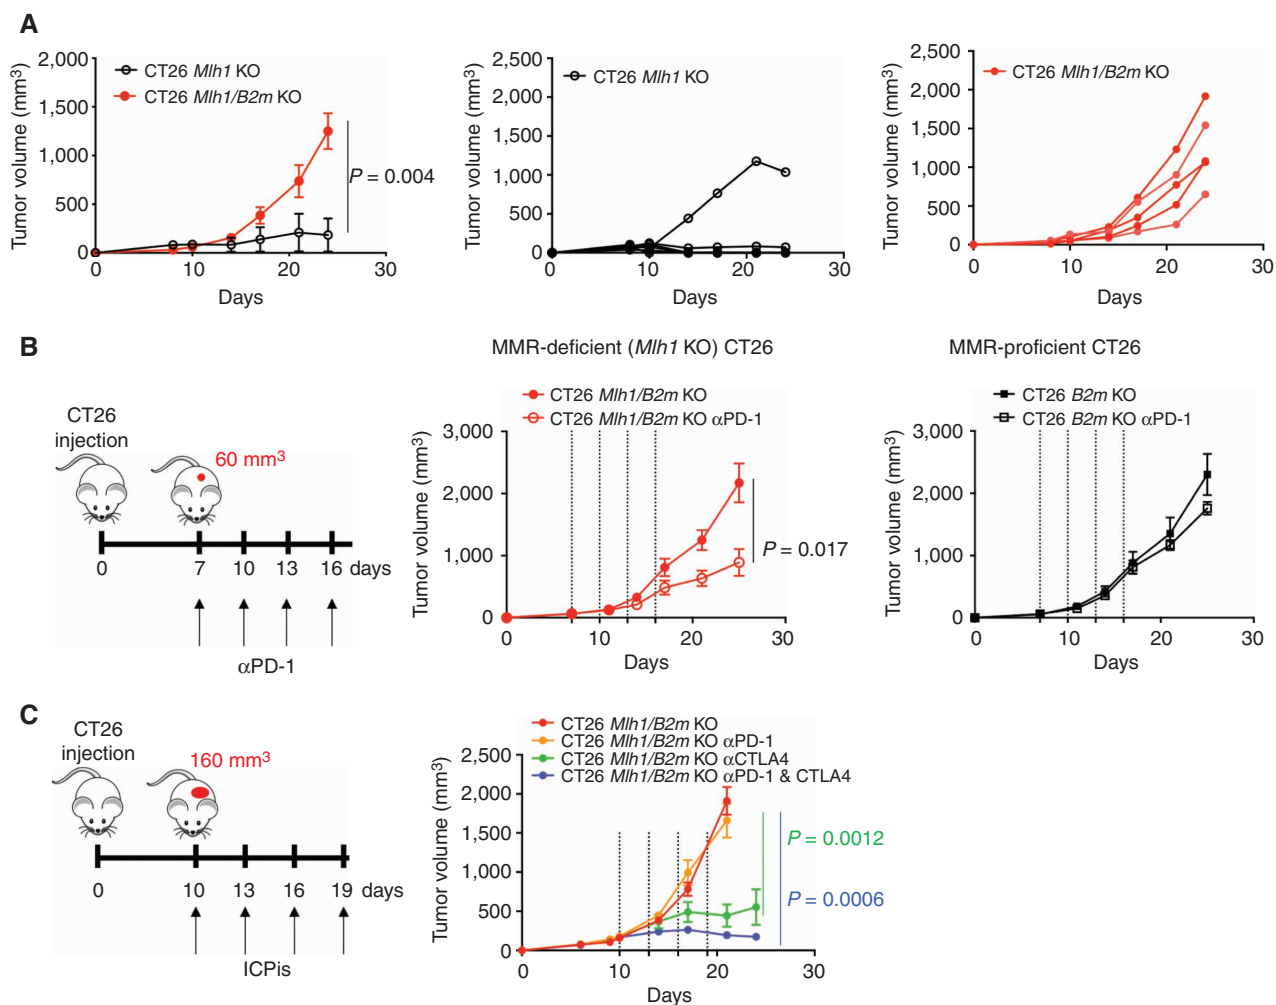 A
Tumor volume (mm³)
2,000
1,500
1,000
500
0
0
10
20
30
Days
CT26 Mlh1 KO
CT26 Mlh1/B2m KO
P = 0.004
Tumor volume (mm³)
2,500
2,000
1,500
1,000
500
0
0
10
20
30
Days
CT26 Mlh1 KO
Tumor volume (mm³)
2,500
2,000
1,500
1,000
500
0
0
10
20
30
Days
CT26 Mlh1/B2m KO
B
CT26
injection
60 mm³
0
7
10
13
16
days
αPD-1
MMR-deficient (Mlh1 KO) CT26
CT26 Mlh1/B2m KO
CT26 Mlh1/B2m KO αPD-1
Tumor volume (mm³)
3,000
2,000
1,000
0
0
10
20
30
Days
P = 0.017
MMR-proficient CT26
CT26 B2m KO
CT26 B2m KO αPD-1
Tumor volume (mm³)
3,000
2,000
1,000
0
0
10
20
30
Days
C
CT26
injection
160 mm³
0
10
13
16
19
days
ICPis
CT26 Mlh1/B2m KO
CT26 Mlh1/B2m KO αPD-1
CT26 Mlh1/B2m KO αCTLA4
CT26 Mlh1/B2m KO αPD-1 & CTLA4
Tumor volume (mm³)
2,500
2,000
1,500
1,000
500
0
0
10
20
30
Days
P = 0.0012
P = 0.0006